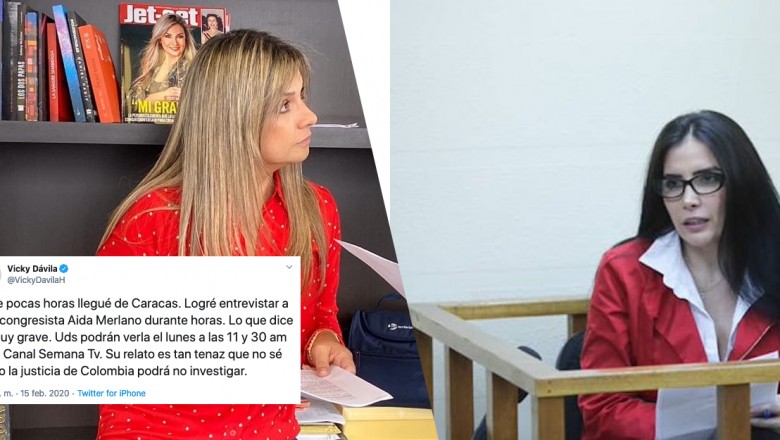 Jet-set
"MI GRA
LOS DOS PAPAS
Vicky Dávila
@VickyDavilaH
e pocas horas llegué de Caracas. Logré entrevistar a
congresista Aida Merlano durante horas. Lo que dice
uy grave. Uds podrán verla el lunes a las 11 y 30 am
Canal Semana Tv. Su relato es tan tenaz que no sé
o la justicia de Colombia podrá no investigar.
. m. · 15 feb. 2020 · Twitter for iPhone